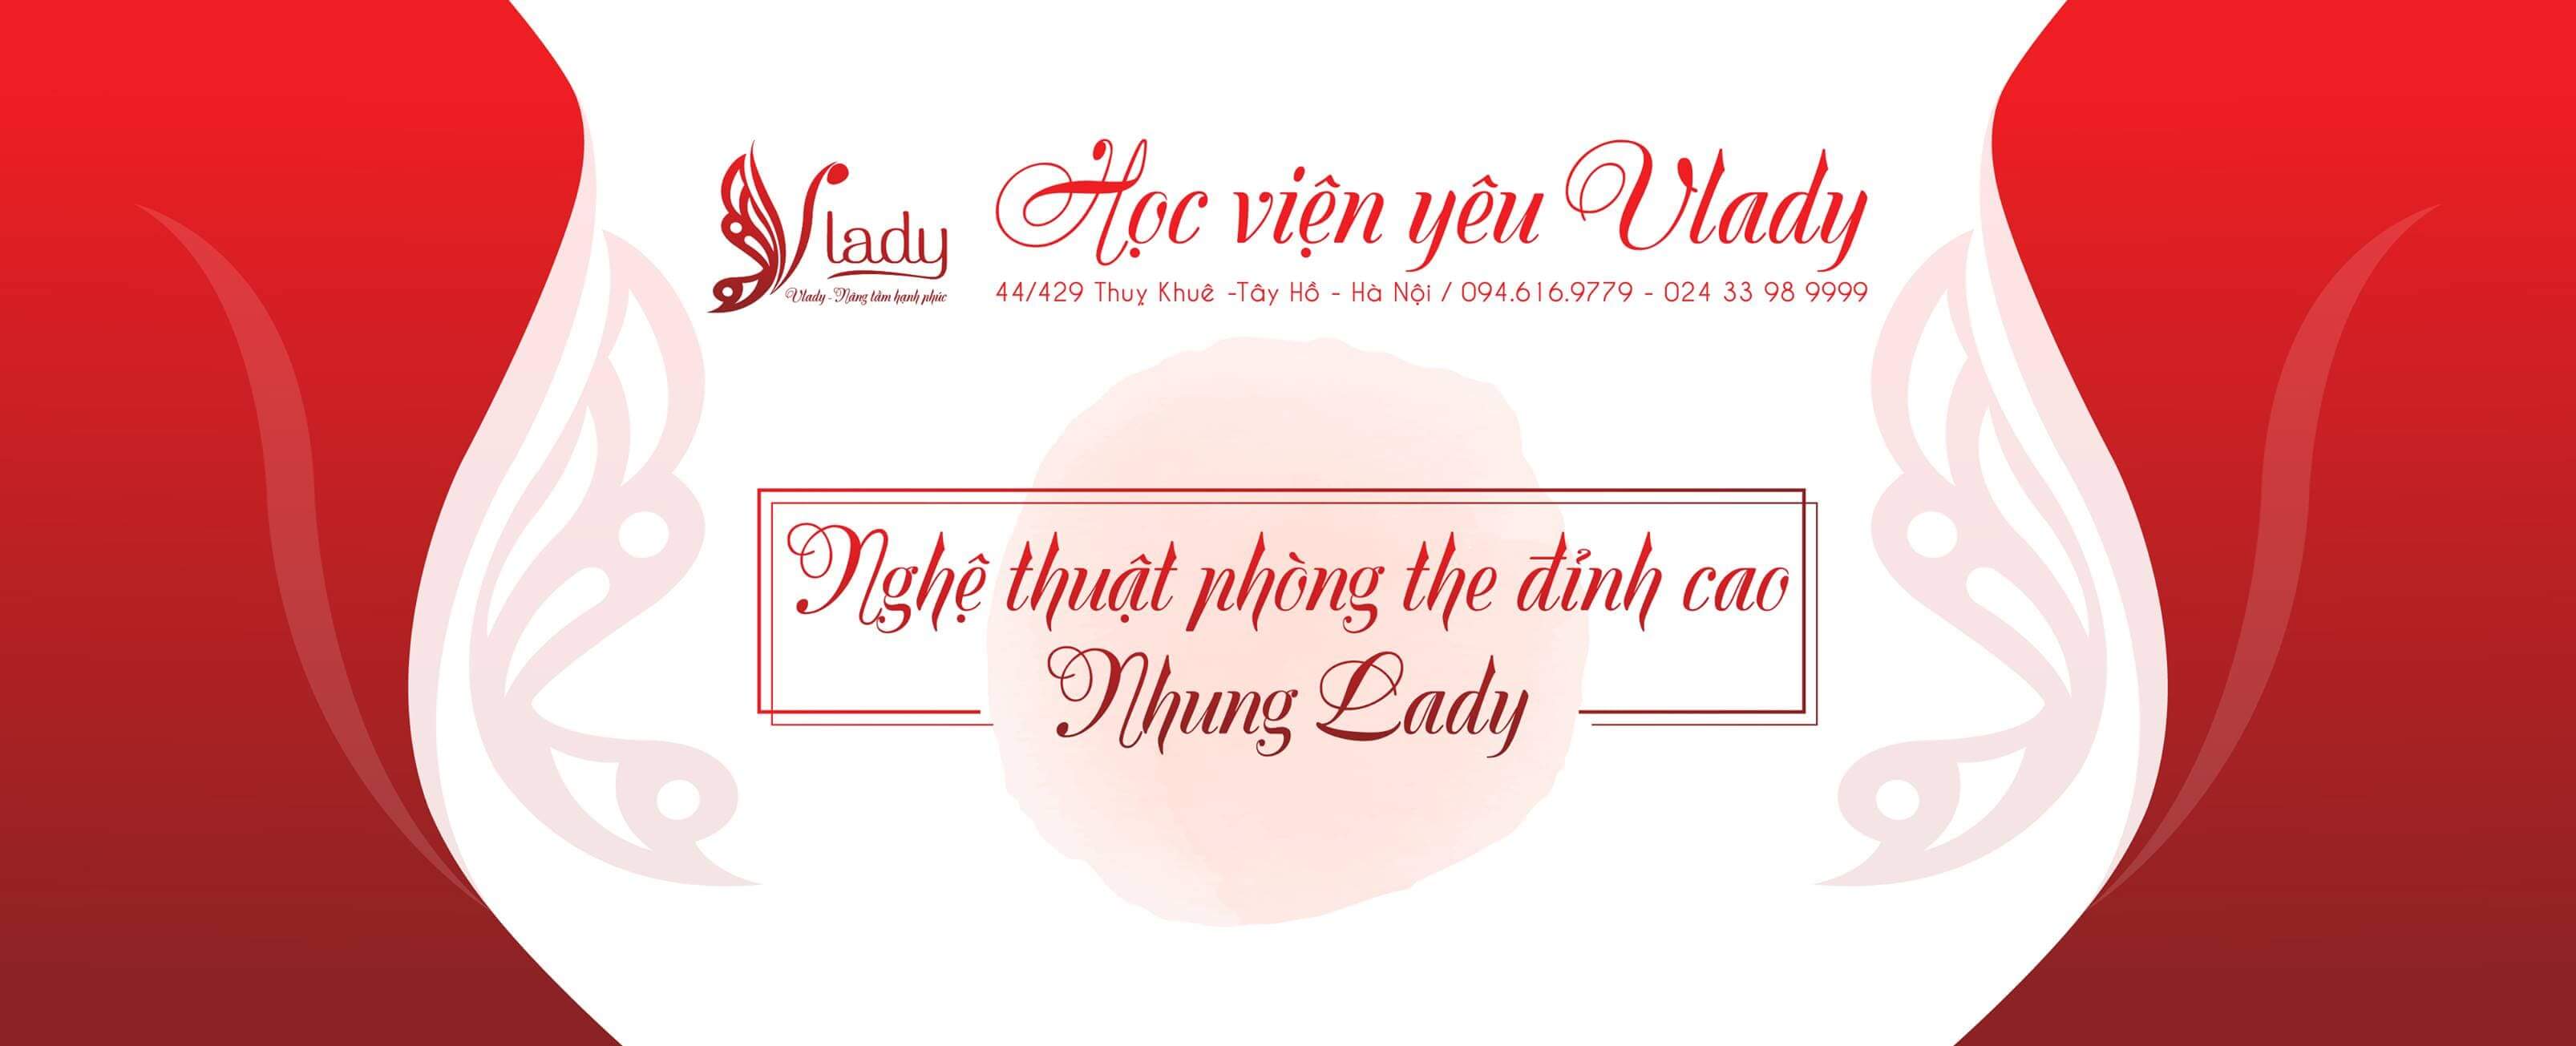 Vlady
Vlady - Nâng tầm hạnh phúc
Học viện yêu Vlady
44/429 Thuỵ Khuê -Tây Hồ - Hà Nội / 094.616.9779 - 024 33 98 9999
Nghệ thuật phòng the đỉnh cao
Nhung Lady